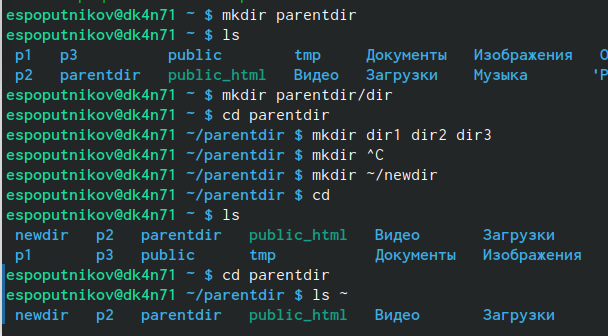 espoputnikov@dk4n71 ~ $ mkdir parentdir
espoputnikov@dk4n71 ~ $ ls
p1 p3 public tmp Документы Изображения О
p2 parentdir public_html Видео Загрузки Музыка 'Р
espoputnikov@dk4n71 ~ $ mkdir parentdir/dir
espoputnikov@dk4n71 ~ $ cd parentdir
espoputnikov@dk4n71 ~/parentdir $ mkdir dir1 dir2 dir3
espoputnikov@dk4n71 ~/parentdir $ mkdir ^C
espoputnikov@dk4n71 ~/parentdir $ mkdir ~/newdir
espoputnikov@dk4n71 ~/parentdir $ cd
espoputnikov@dk4n71 ~ $ ls
newdir p2 parentdir public_html Видео Загрузки
p1 p3 public tmp Документы Изображения
espoputnikov@dk4n71 ~ $ cd parentdir
espoputnikov@dk4n71 ~/parentdir $ ls ~
newdir p2 parentdir public_html Видео Загрузки